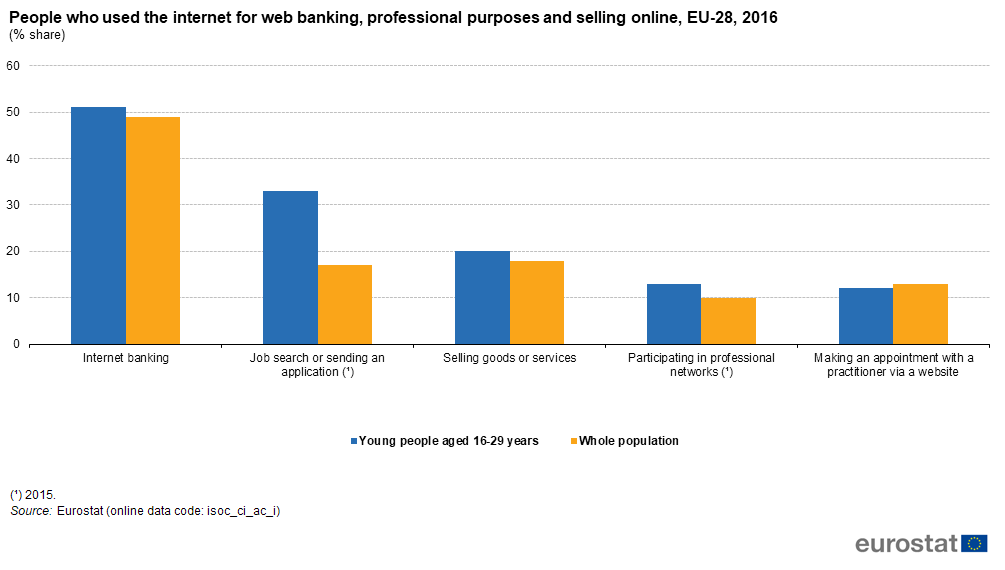 People who used the internet for web banking, professional purposes and selling online, EU-28, 2016
(% share)
60
50
40
30
20
10
0
Internet banking
Job search or sending an
application (¹)
Selling goods or services
Participating in professional
networks (¹)
Making an appointment with a
practitioner via a website
Young people aged 16-29 years
Whole population
(¹) 2015.
Source: Eurostat (online data code: isoc_ci_ac_i)
eurostat